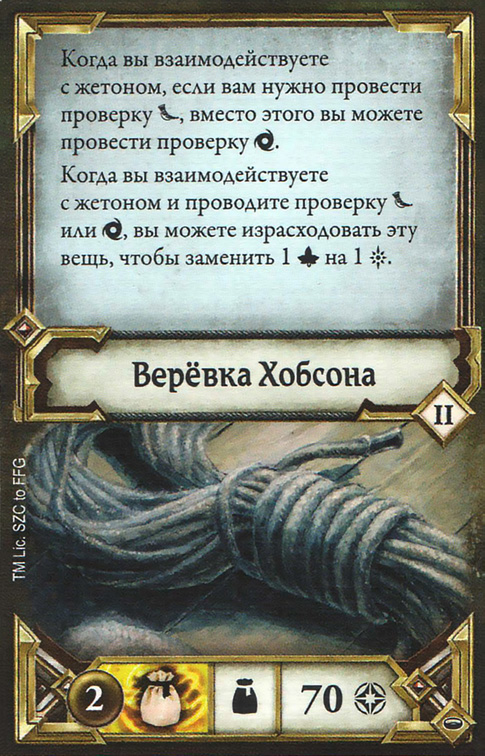 Когда вы взаимодействуете
с жетоном, если вам нужно провести
проверку , вместо этого вы можете
провести проверку .
Когда вы взаимодействуете
с жетоном и проводите проверку
или , вы можете израсходовать эту
вещь, чтобы заменить 1 на 1 .
Верёвка Хобсона
II
TM Lic. SZC to FFG
2
70